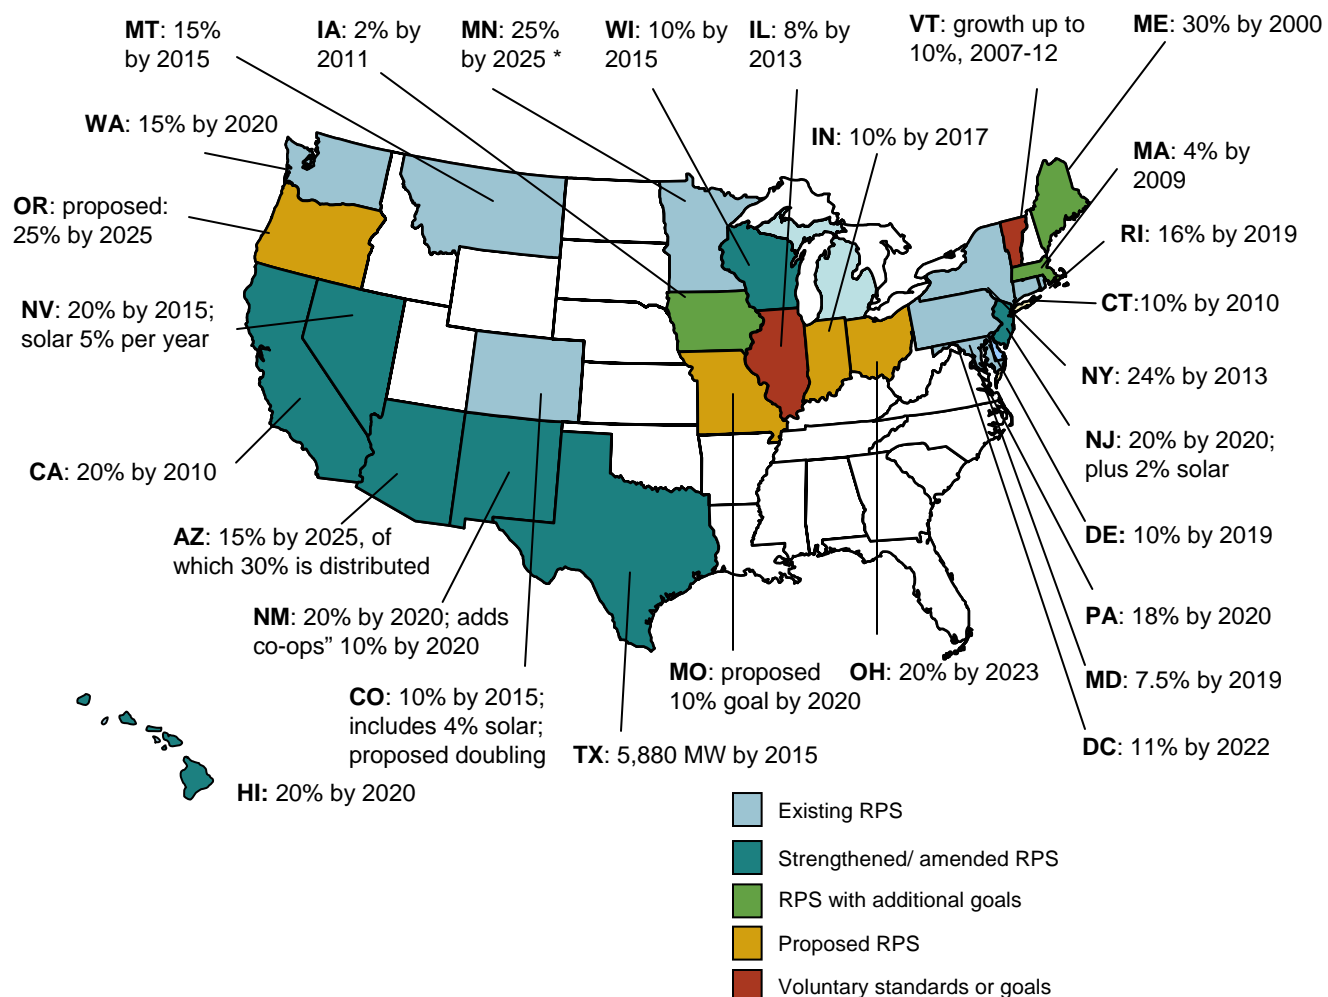 MT: 15%
by 2015
IA: 2% by
2011
MN: 25%
by 2025 *
WI: 10% by
2015
IL: 8% by
2013
VT: growth up to
10%, 2007-12
ME: 30% by 2000
WA: 15% by 2020
IN: 10% by 2017
MA: 4% by
2009
OR: proposed:
25% by 2025
RI: 16% by 2019
NV: 20% by 2015;
solar 5% per year
CT:10% by 2010
NY: 24% by 2013
CA: 20% by 2010
NJ: 20% by 2020;
plus 2% solar
AZ: 15% by 2025, of
which 30% is distributed
DE: 10% by 2019
NM: 20% by 2020; adds
co-ops” 10% by 2020
PA: 18% by 2020
MO: proposed
10% goal by 2020
OH: 20% by 2023
MD: 7.5% by 2019
CO: 10% by 2015;
includes 4% solar;
proposed doubling
TX: 5,880 MW by 2015
DC: 11% by 2022
HI: 20% by 2020
Existing RPS
Strengthened/ amended RPS
RPS with additional goals
Proposed RPS
Voluntary standards or goals